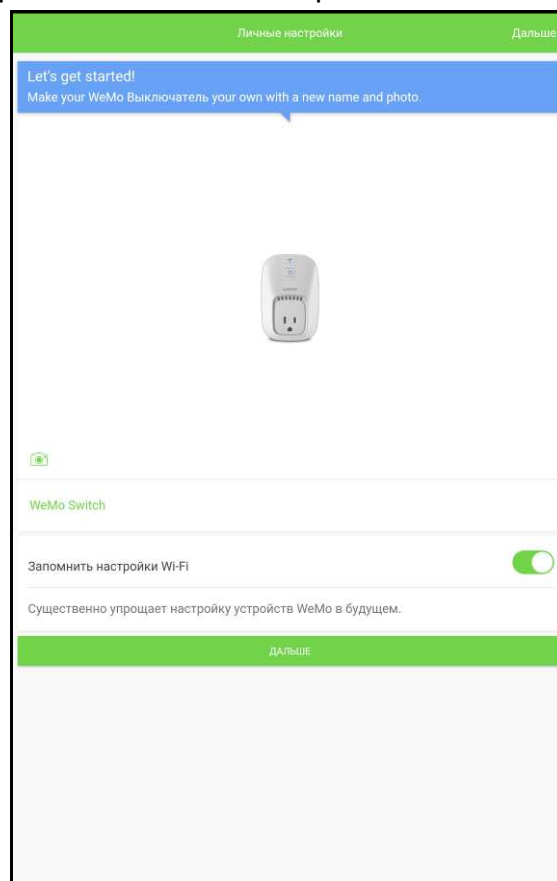 Личные настройки
Дальше
Let's get started!
Make your WeMo Выключатель your own with a new name and photo.
WeMo Switch
Запомнить настройки Wi-Fi
Существенно упрощает настройку устройств WeMo в будущем.
ДАЛЬШЕ